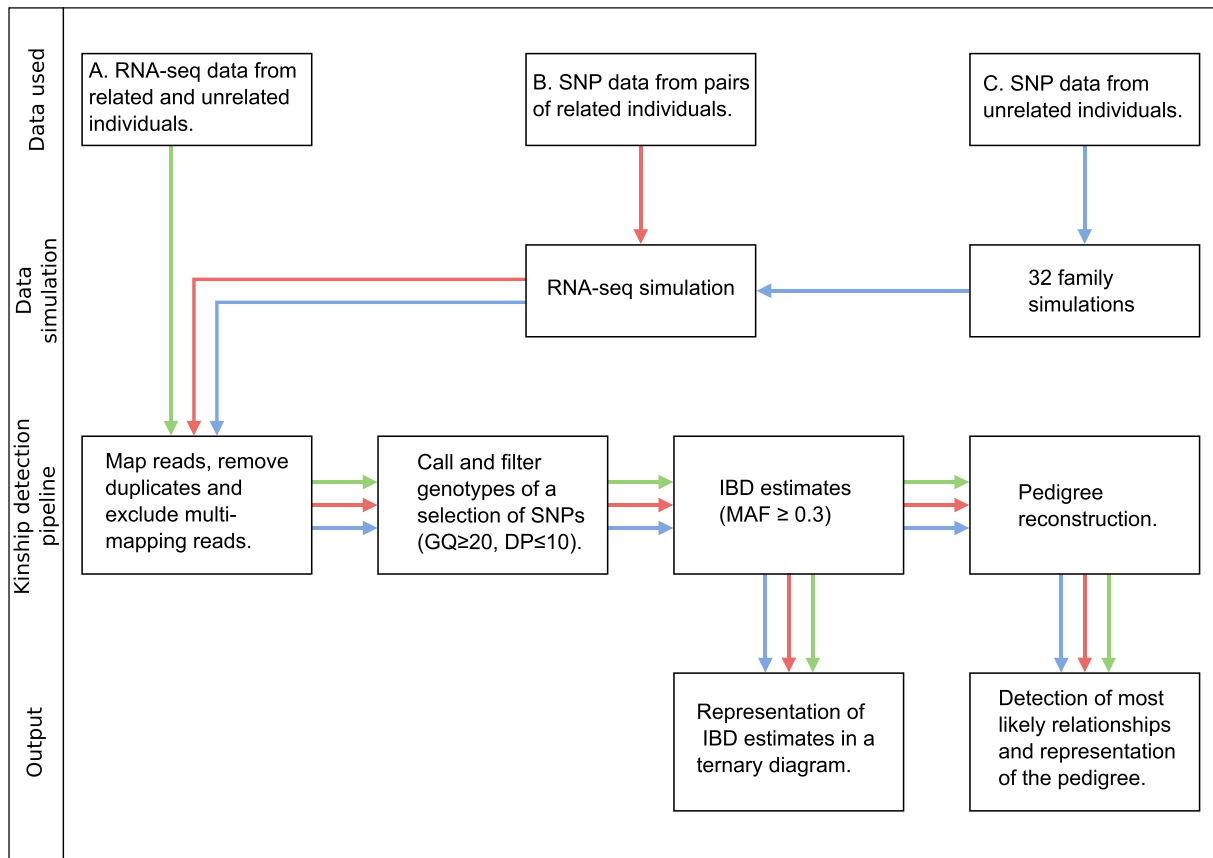 Data used
A. RNA-seq data from
related and unrelated
individuals.
B. SNP data from pairs
of related individuals.
C. SNP data from
unrelated individuals.
Data
simulation
RNA-seq simulation
32 family
simulations
Kinship detection
pipeline
Map reads, remove
duplicates and
exclude multi-
mapping reads.
Call and filter
genotypes of a
selection of SNPs
(GQ≥20, DP≤10).
IBD estimates
(MAF ≥ 0.3)
Pedigree
reconstruction.
Output
Representation of
IBD estimates in a
ternary diagram.
Detection of most
likely relationships
and representation
of the pedigree.